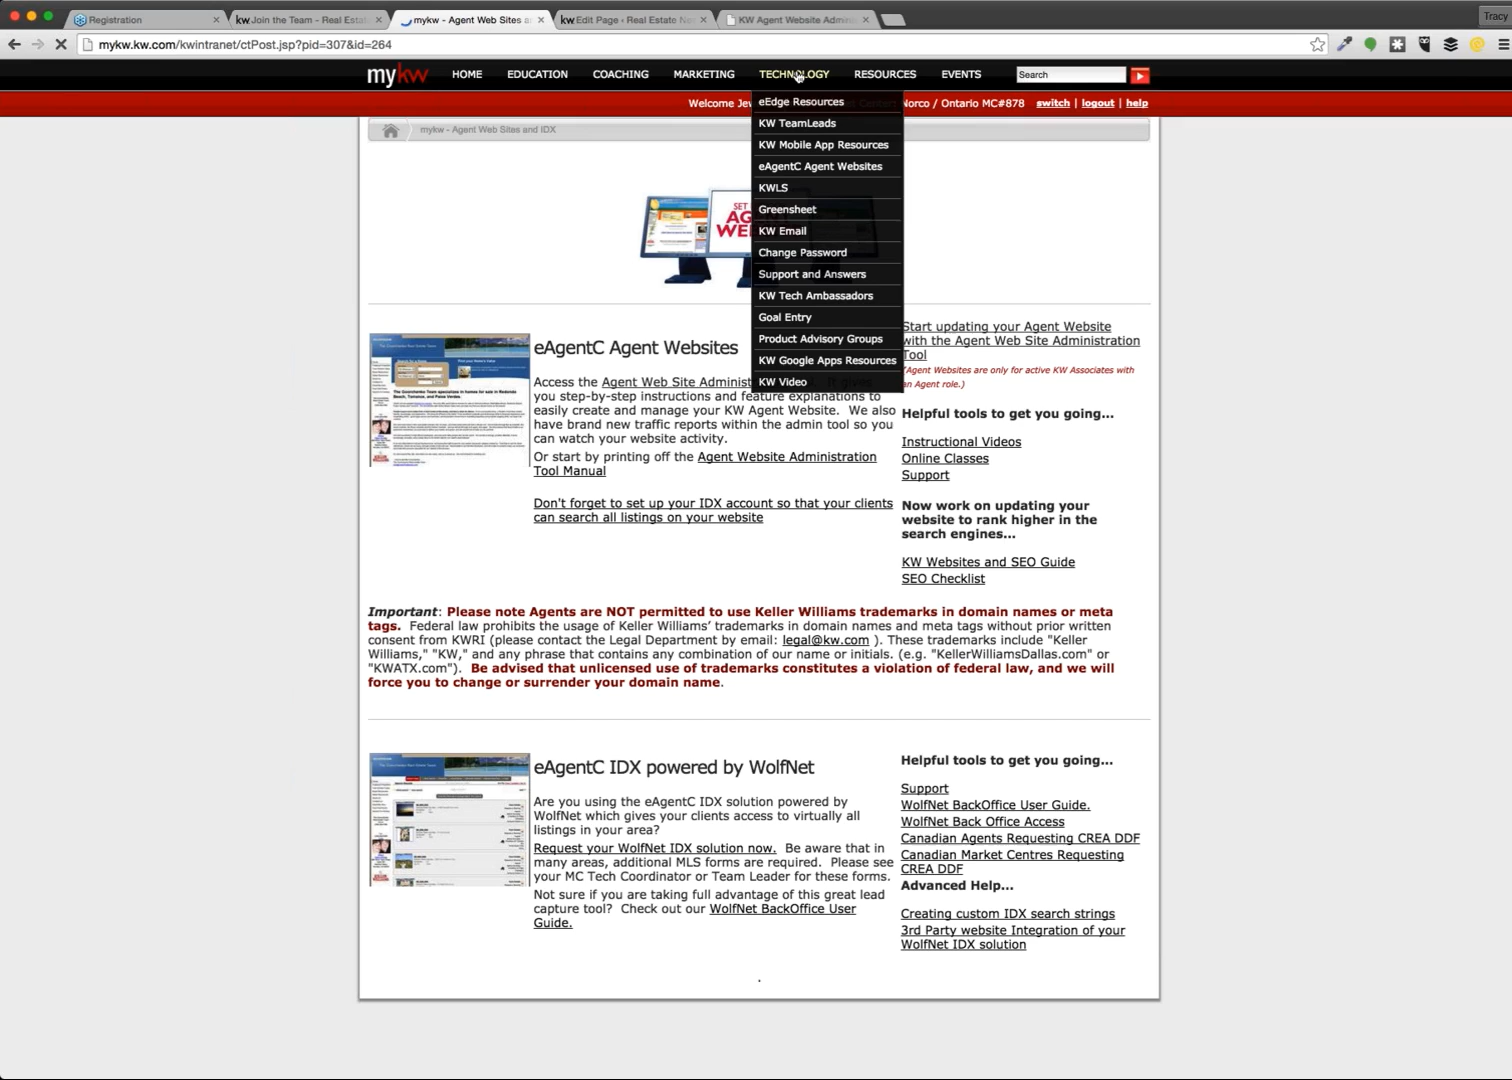 Registration
kw Join the Team - Real Estat
mykw - Agent Web Sites a
kw Edit Page ‹ Real Estate Ne
KW Agent Website Admini
Tracy
mykw.kw.com/kwintranet/ctPost.jsp?pid=307&id=264
mykw
HOME
EDUCATION
COACHING
MARKETING
TECHNOLOGY
RESOURCES
EVENTS
Search
Welcome Jew
Norco / Ontario MC#878
switch | logout | help
mykw - Agent Web Sites and IDX
eEdge Resources
KW TeamLeads
KW Mobile App Resources
eAgentC Agent Websites
KWLS
Greensheet
KW Email
Change Password
Support and Answers
KW Tech Ambassadors
Goal Entry
Product Advisory Groups
KW Google Apps Resources
KW Video
SET
AG
WE
eAgentC Agent Websites
Access the Agent Web Site Administ
you step-by-step instructions and feature explanations to
easily create and manage your KW Agent Website. We also
have brand new traffic reports within the admin tool so you
can watch your website activity.
Or start by printing off the Agent Website Administration
Tool Manual
Don't forget to set up your IDX account so that your clients
can search all listings on your website
Start updating your Agent Website
with the Agent Web Site Administration
Tool
(Agent Websites are only for active KW Associates with
an Agent role.)
Helpful tools to get you going...
Instructional Videos
Online Classes
Support
Now work on updating your
website to rank higher in the
search engines...
KW Websites and SEO Guide
SEO Checklist
Important: Please note Agents are NOT permitted to use Keller Williams trademarks in domain names or meta
tags. Federal law prohibits the usage of Keller Williams' trademarks in domain names and meta tags without prior written
consent from KWRI (please contact the Legal Department by email: legal@kw.com ). These trademarks include "Keller
Williams," "KW," and any phrase that contains any combination of our name or initials. (e.g. "KellerWilliamsDallas.com" or
"KWATX.com"). Be advised that unlicensed use of trademarks constitutes a violation of federal law, and we will
force you to change or surrender your domain name.
eAgentC IDX powered by WolfNet
Are you using the eAgentC IDX solution powered by
WolfNet which gives your clients access to virtually all
listings in your area?
Request your WolfNet IDX solution now. Be aware that in
many areas, additional MLS forms are required. Please see
your MC Tech Coordinator or Team Leader for these forms.
Not sure if you are taking full advantage of this great lead
capture tool? Check out our WolfNet BackOffice User
Guide.
Helpful tools to get you going...
Support
WolfNet BackOffice User Guide.
WolfNet Back Office Access
Canadian Agents Requesting CREA DDF
Canadian Market Centres Requesting
CREA DDF
Advanced Help...
Creating custom IDX search strings
3rd Party website Integration of your
WolfNet IDX solution
.